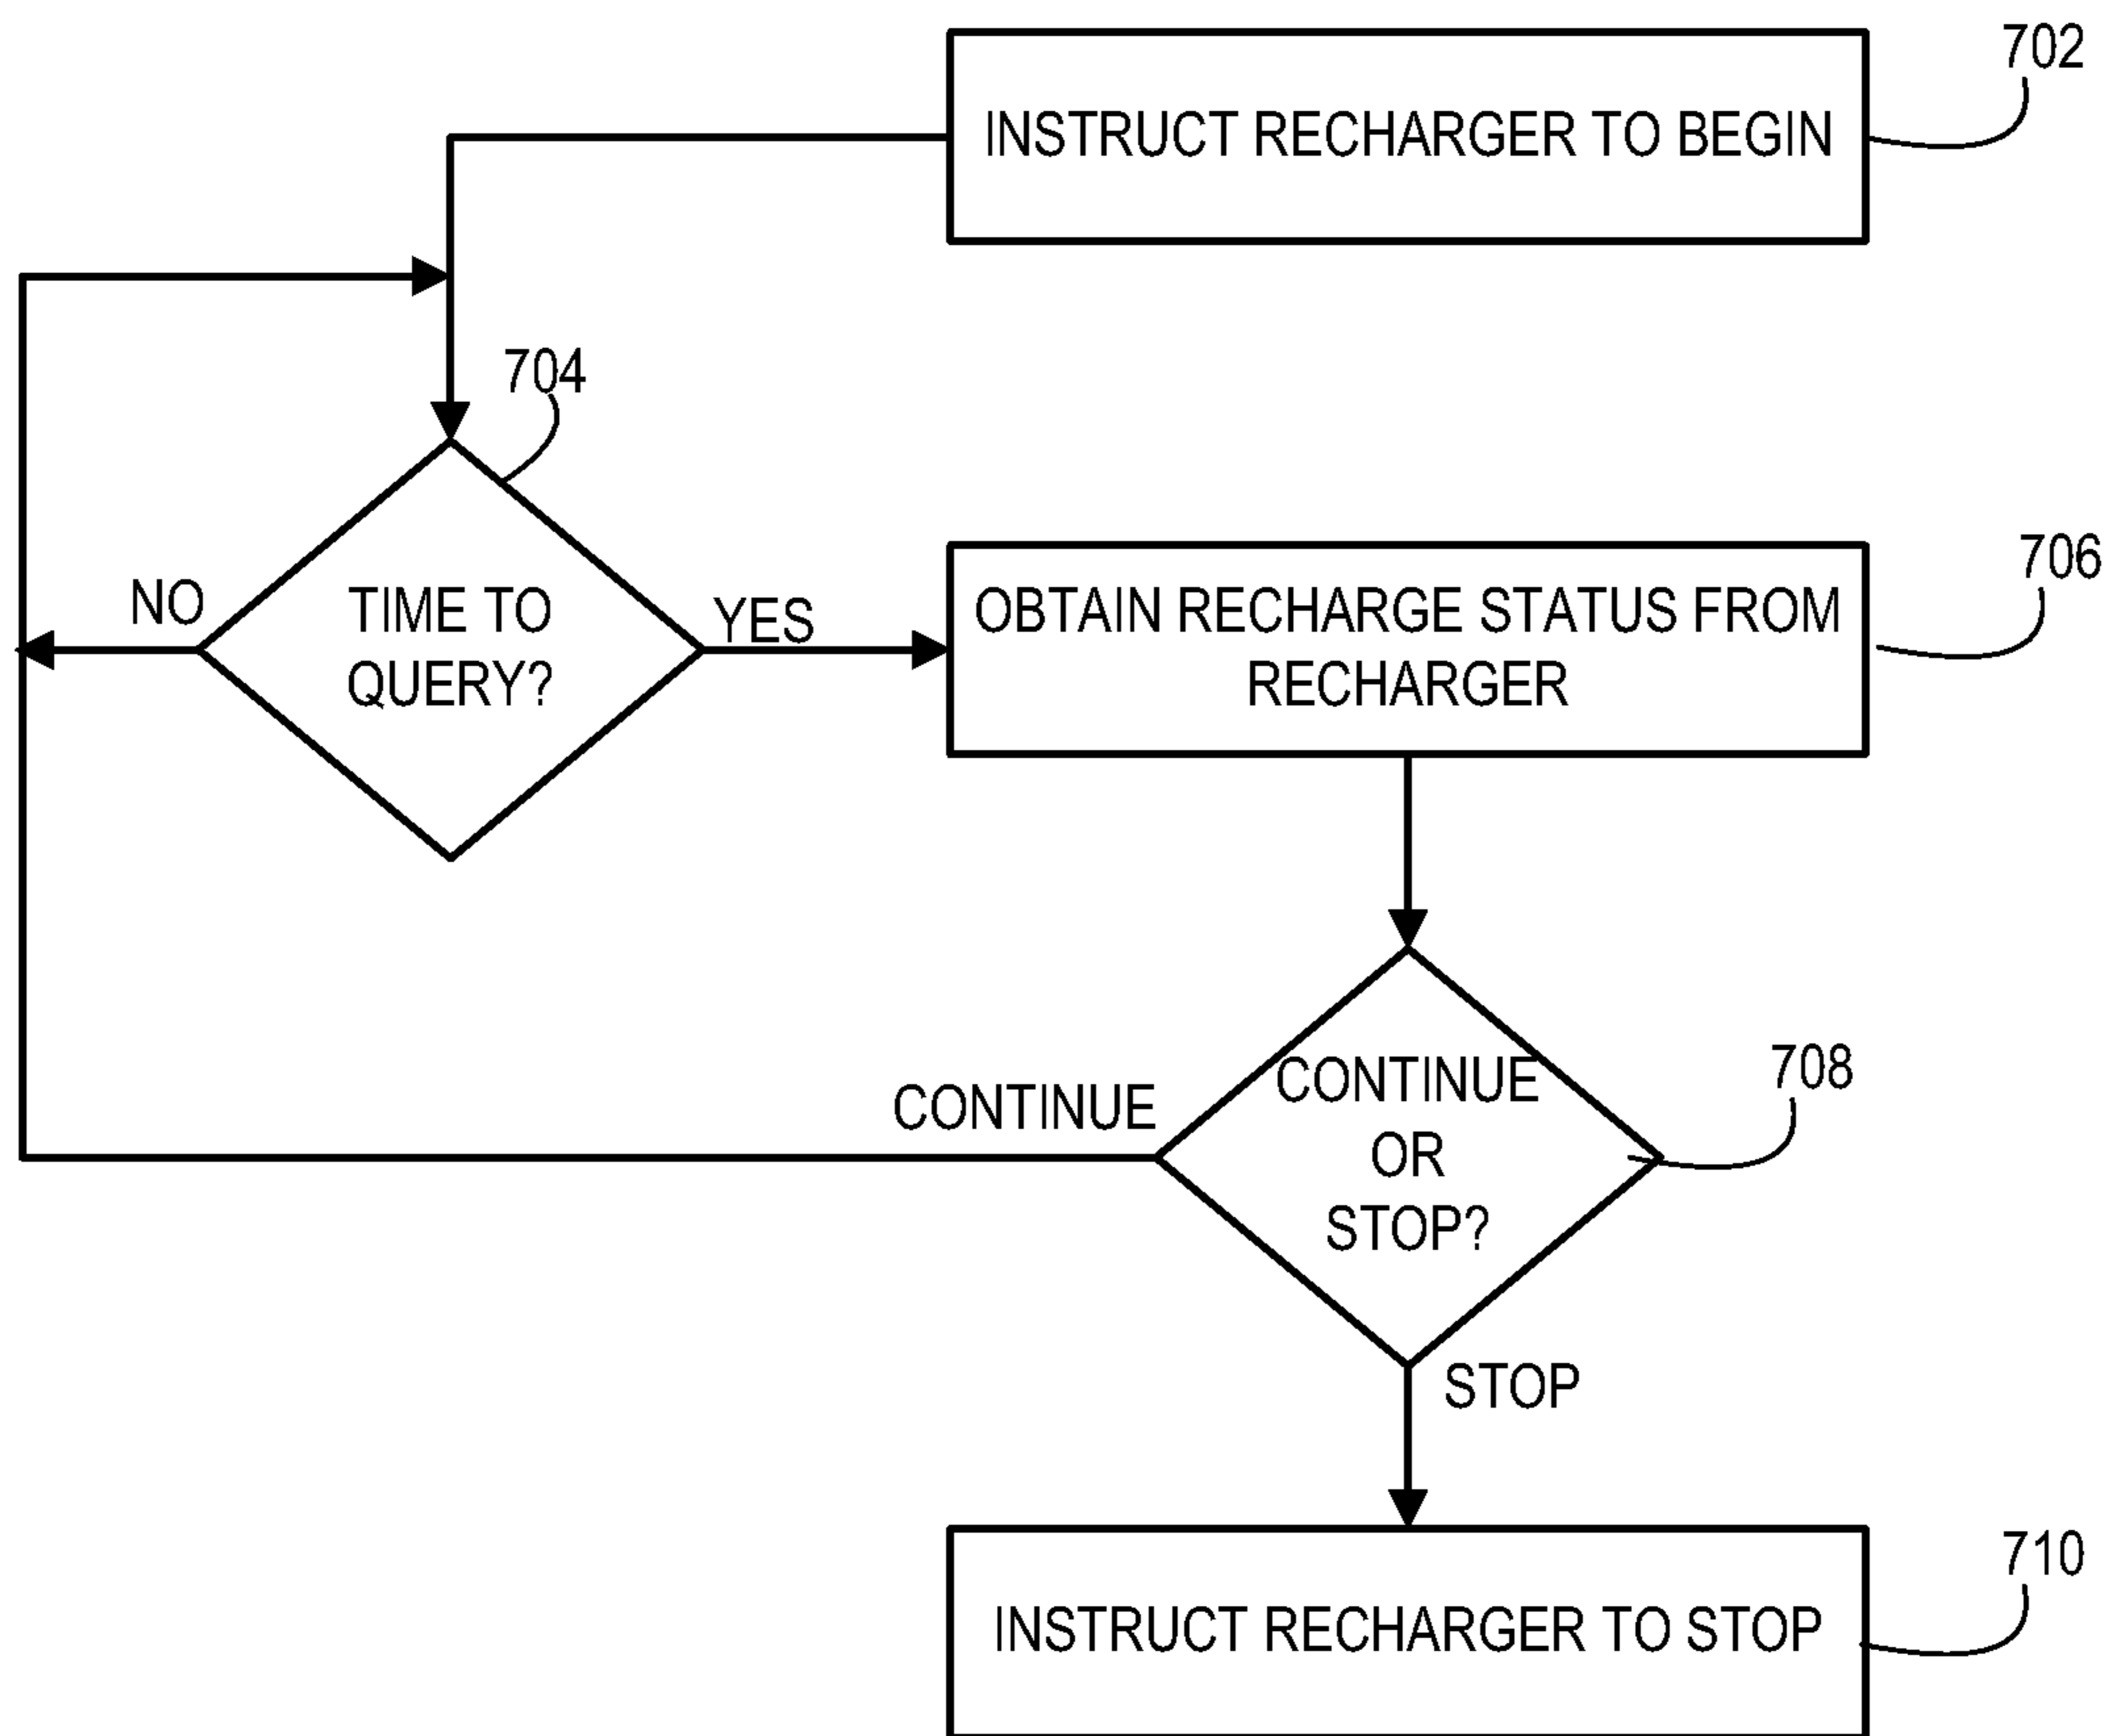 702
INSTRUCT RECHARGER TO BEGIN
704
TIME TO
QUERY?
NO
YES
706
OBTAIN RECHARGE STATUS FROM
RECHARGER
708
CONTINUE
OR
STOP?
CONTINUE
STOP
710
INSTRUCT RECHARGER TO STOP